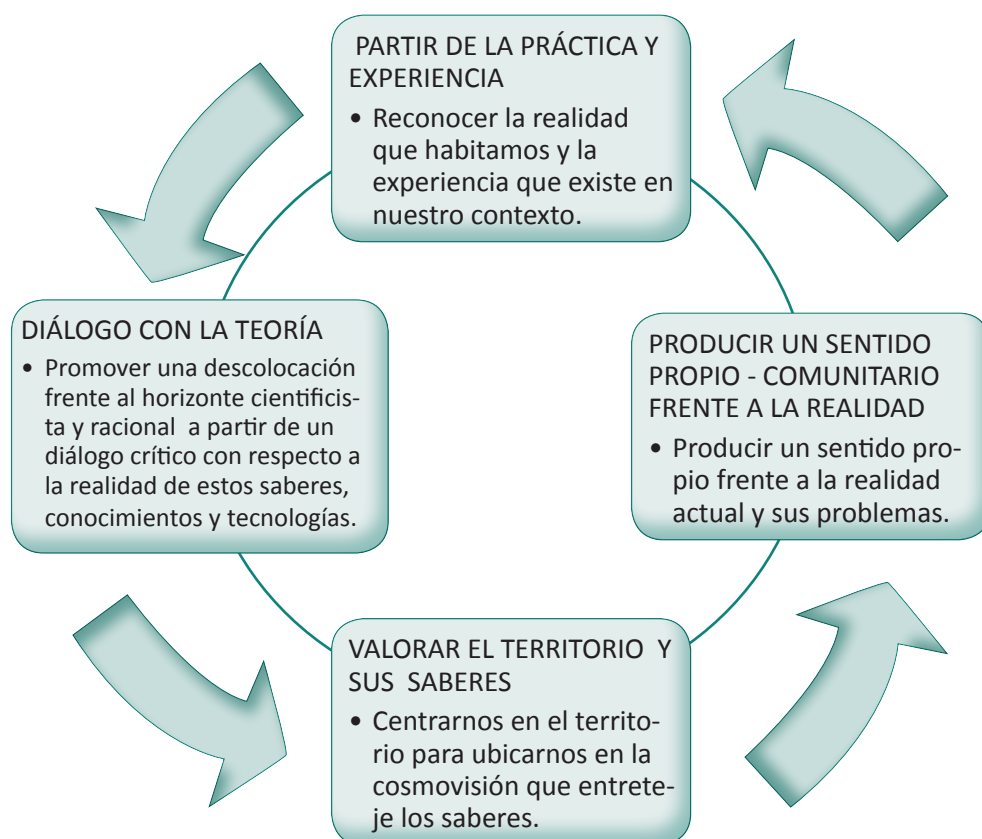 PARTIR DE LA PRÁCTICA Y
EXPERIENCIA
• Reconocer la realidad
que habitamos y la
experiencia que existe en
nuestro contexto.
DIÁLOGO CON LA TEORÍA
• Promover una descolocación
frente al horizonte cientificis-
ta y racional a partir de un
diálogo crítico con respecto a
la realidad de estos saberes,
conocimientos y tecnologías.
PRODUCIR UN SENTIDO
PROPIO - COMUNITARIO
FRENTE A LA REALIDAD
• Producir un sentido pro-
pio frente a la realidad
actual y sus problemas.
VALORAR EL TERRITORIO Y
SUS SABERES
• Centrarnos en el territo-
rio para ubicarnos en la
cosmovisión que entrete-
je los saberes.